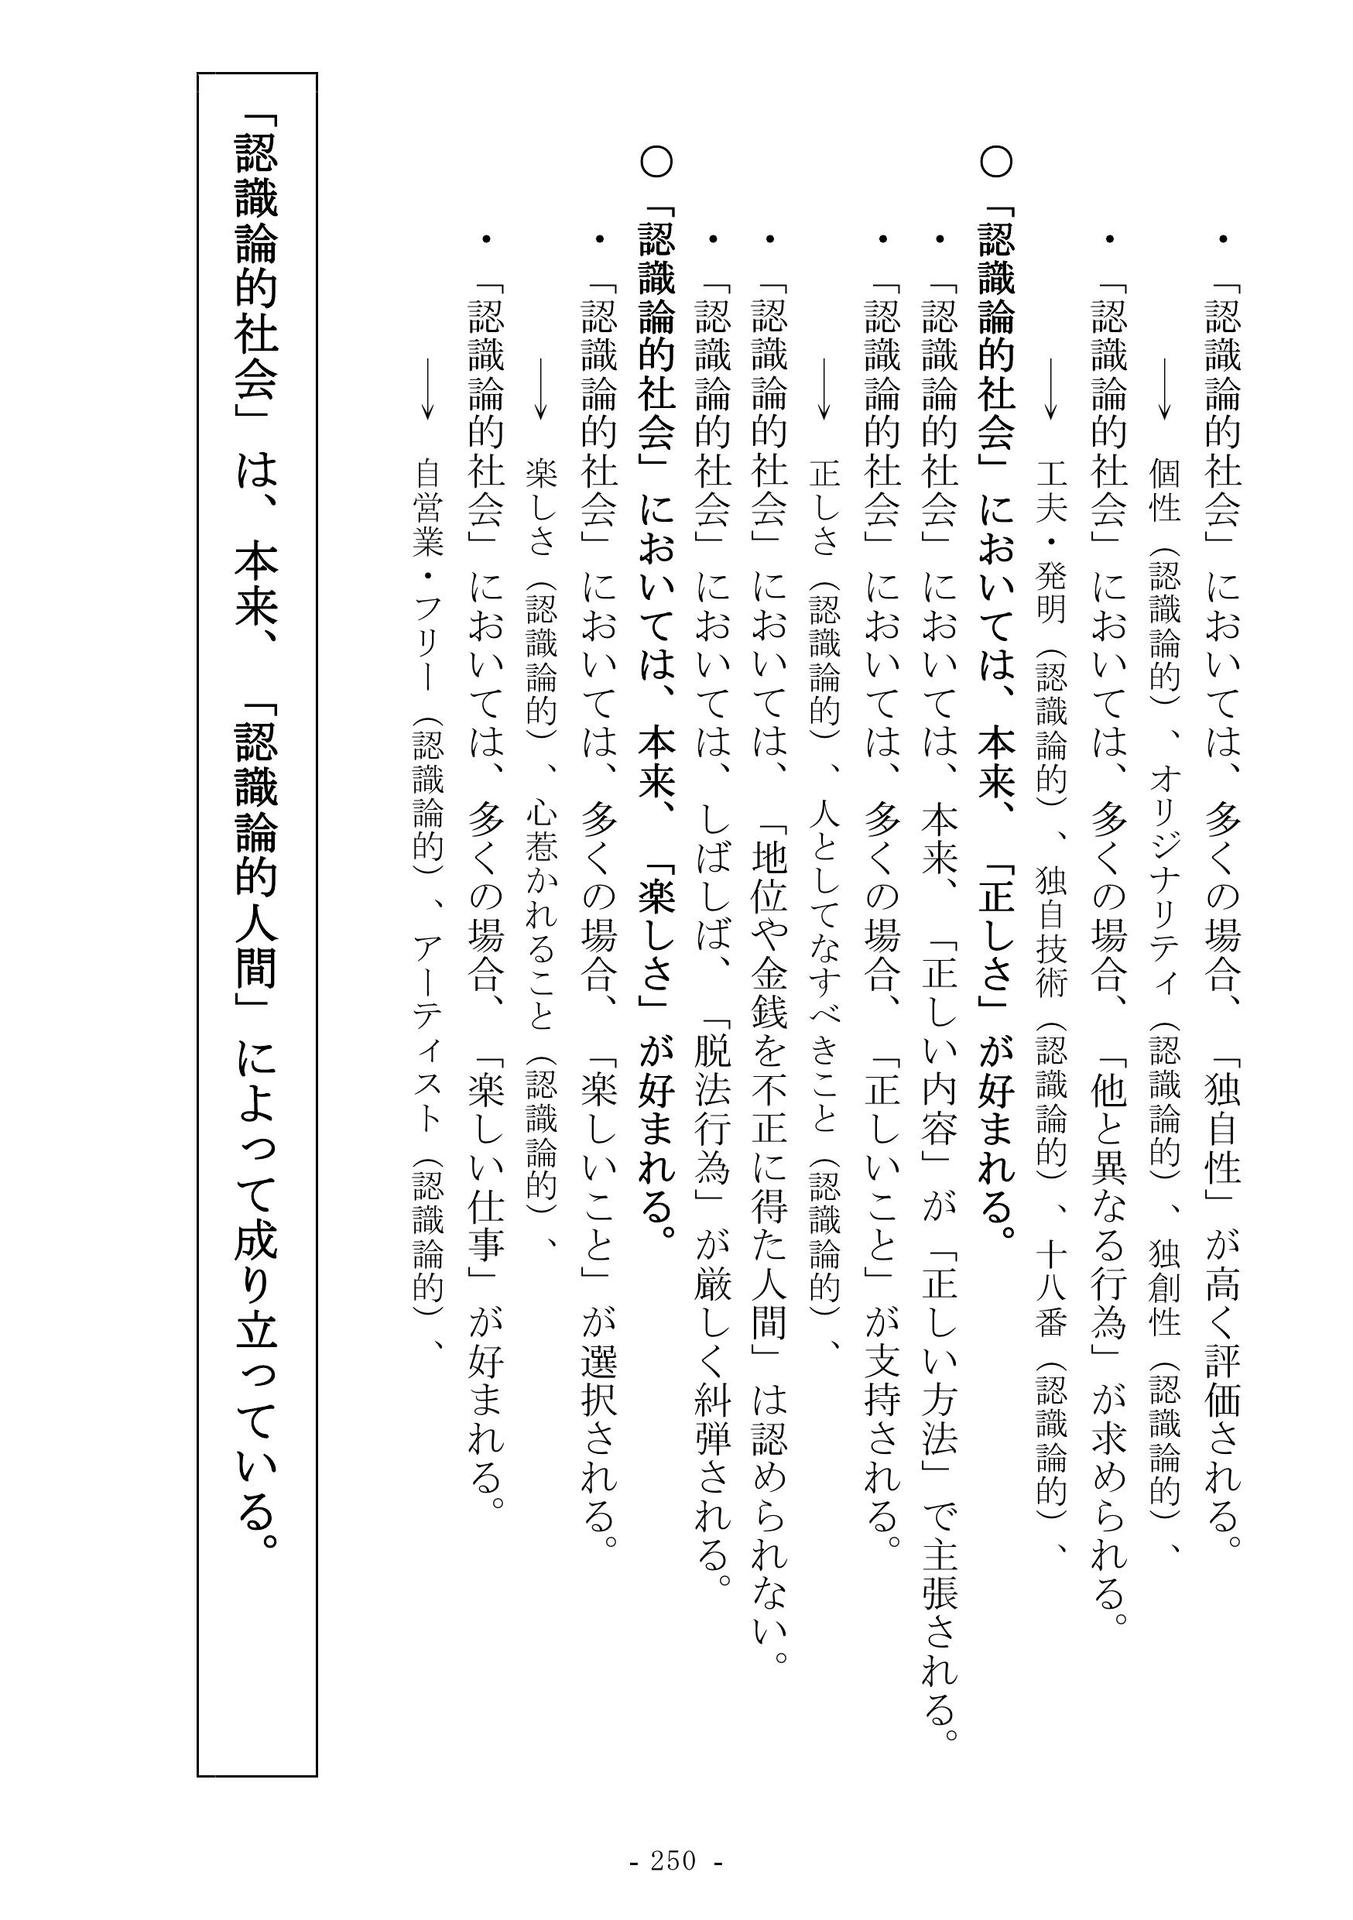 ・「認識論的社会」においては、多くの場合、「独自性」が高く評価される。
→ 個性（認識論的）、オリジナリティ（認識論的）、独創性（認識論的）、
・「認識論的社会」においては、多くの場合、「他と異なる行為」が求められる。
→ 工夫・発明（認識論的）、独自技術（認識論的）、十八番（認識論的）、
○「認識論的社会」においては、本来、「正しさ」が好まれる。
・「認識論的社会」においては、本来、「正しい内容」が「正しい方法」で主張される。
・「認識論的社会」においては、多くの場合、「正しいこと」が支持される。
→ 正しさ（認識論的）、人としてなすべきこと（認識論的）、
・「認識論的社会」においては、「地位や金銭を不正に得た人間」は認められない。
・「認識論的社会」においては、しばしば、「脱法行為」が厳しく糾弾される。
○「認識論的社会」においては、本来、「楽しさ」が好まれる。
・「認識論的社会」においては、多くの場合、「楽しいこと」が選択される。
→ 楽しさ（認識論的）、心惹かれること（認識論的）、
・「認識論的社会」においては、多くの場合、「楽しい仕事」が好まれる。
→ 自営業・フリー（認識論的）、アーティスト（認識論的）、
「認識論的社会」は、本来、「認識論的人間」によって成り立っている。
- 250 -